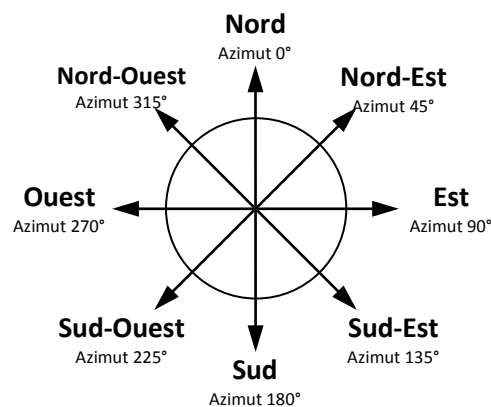 Nord
Azimut 0°
Nord-Ouest
Azimut 315°
Nord-Est
Azimut 45°
Ouest
Azimut 270°
Est
Azimut 90°
Sud-Ouest
Azimut 225°
Sud-Est
Azimut 135°
Sud
Azimut 180°